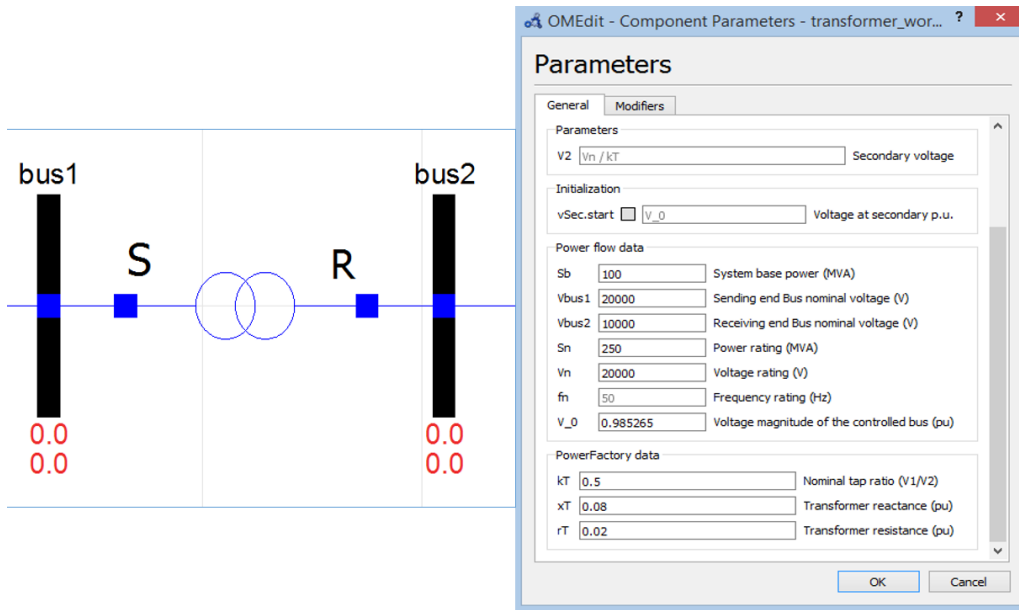 bus1
bus2
S
R
0.0
0.0
0.0
0.0
OMEdit - Component Parameters - transformer_wor... ? ×
Parameters
General Modifiers
Parameters
V2 Vn / kT Secondary voltage
Initialization
vSec.start V_0 Voltage at secondary p.u.
Power flow data
Sb 100 System base power (MVA)
Vbus1 20000 Sending end Bus nominal voltage (V)
Vbus2 10000 Receiving end Bus nominal voltage (V)
Sn 250 Power rating (MVA)
Vn 20000 Voltage rating (V)
fn 50 Frequency rating (Hz)
V_0 0.985265 Voltage magnitude of the controlled bus (pu)
PowerFactory data
kT 0.5 Nominal tap ratio (V1/V2)
xT 0.08 Transformer reactance (pu)
rT 0.02 Transformer resistance (pu)
OK Cancel